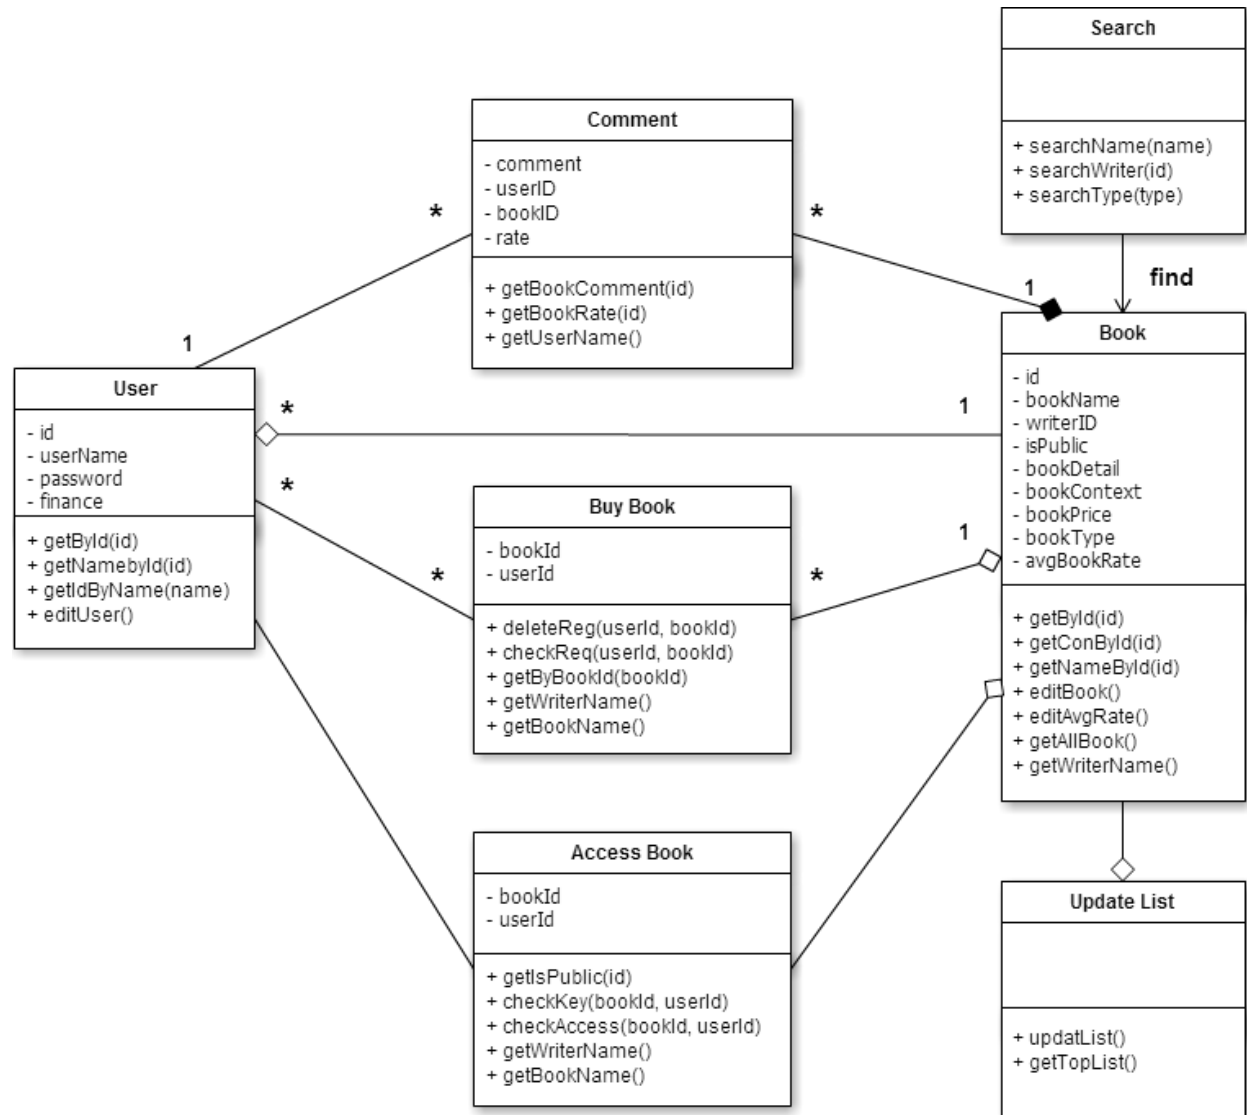 Search
+ searchName(name)
+ searchWriter(id)
+ searchType(type)
find
Comment
- comment
- userID
- bookID
- rate
+ getBookComment(id)
+ getBookRate(id)
+ getUserName()
*
*
1
1
User
- id
- userName
- password
- finance
+ getById(id)
+ getNamebyId(id)
+ getIdByName(name)
+ editUser()
*
1
*
*
Buy Book
- bookId
- userId
+ deleteReg(userId, bookId)
+ checkReq(userId, bookId)
+ getByBookId(bookId)
+ getWriterName()
+ getBookName()
*
1
Book
- id
- bookName
- writerID
- isPublic
- bookDetail
- bookContext
- bookPrice
- bookType
- avgBookRate
+ getById(id)
+ getConById(id)
+ getNameById(id)
+ editBook()
+ editAvgRate()
+ getAllBook()
+ getWriterName()
Access Book
- bookId
- userId
+ getIsPublic(id)
+ checkKey(bookId, userId)
+ checkAccess(bookId, userId)
+ getWriterName()
+ getBookName()
Update List
+ updatList()
+ getTopList()